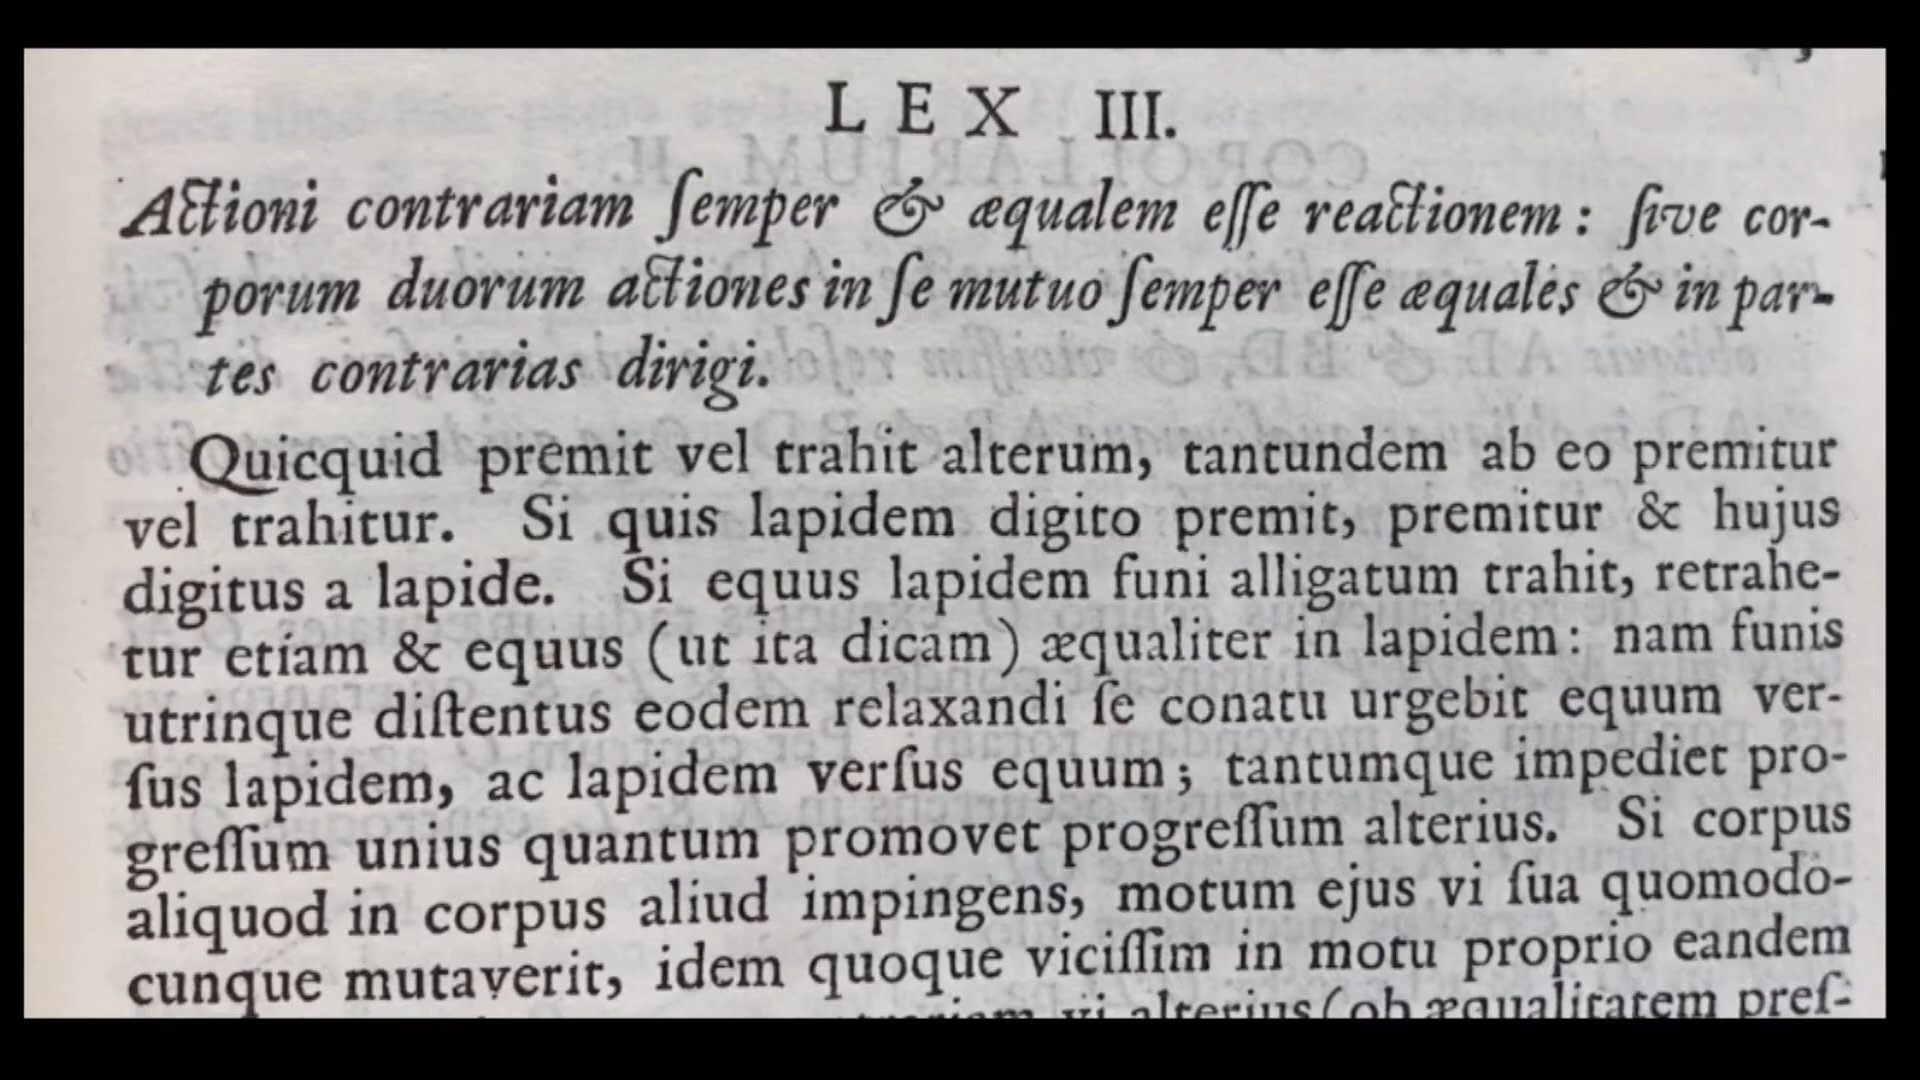 LEX III.
Actioni contrariam ſemper & æqualem eſſe reactionem: ſive cor-
porum duorum actiones in ſe mutuo ſemper eſſe æquales & in par-
tes contrarias dirigi.
Quicquid premit vel trahit alterum, tantundem ab eo premitur
vel trahitur. Si quis lapidem digito premit, premitur & hujus
digitus a lapide. Si equus lapidem funi alligatum trahit, retrahe-
tur etiam & equus (ut ita dicam) æqualiter in lapidem: nam funis
utrinque diſtentus eodem relaxandi ſe conatu urgebit equum ver-
ſus lapidem, ac lapidem verſus equum; tantumque impediet pro-
greſſum unius quantum promovet progreſſum alterius. Si corpus
aliquod in corpus aliud impingens, motum ejus vi ſua quomodo-
cunque mutaverit, idem quoque viciſſim in motu proprio eandem
vi alterius (ob æqualitatem preſ-